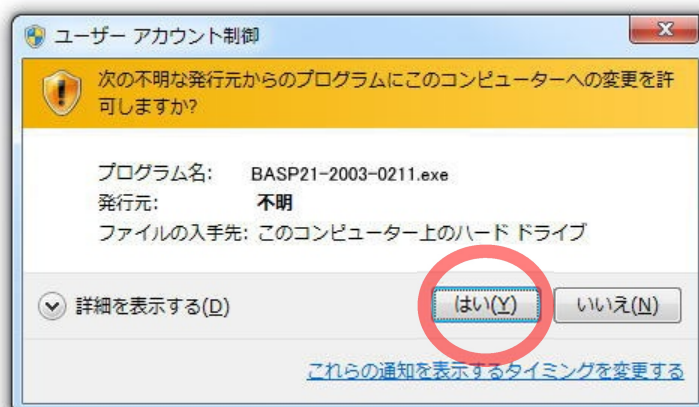 ユーザー アカウント制御
次の不明な発行元からのプログラムにこのコンピューターへの変更を許
可しますか?
プログラム名: BASP21-2003-0211.exe
発行元: 不明
ファイルの入手先: このコンピューター上のハード ドライブ
詳細を表示する(D) はい(Y) いいえ(N)
これらの通知を表示するタイミングを変更する